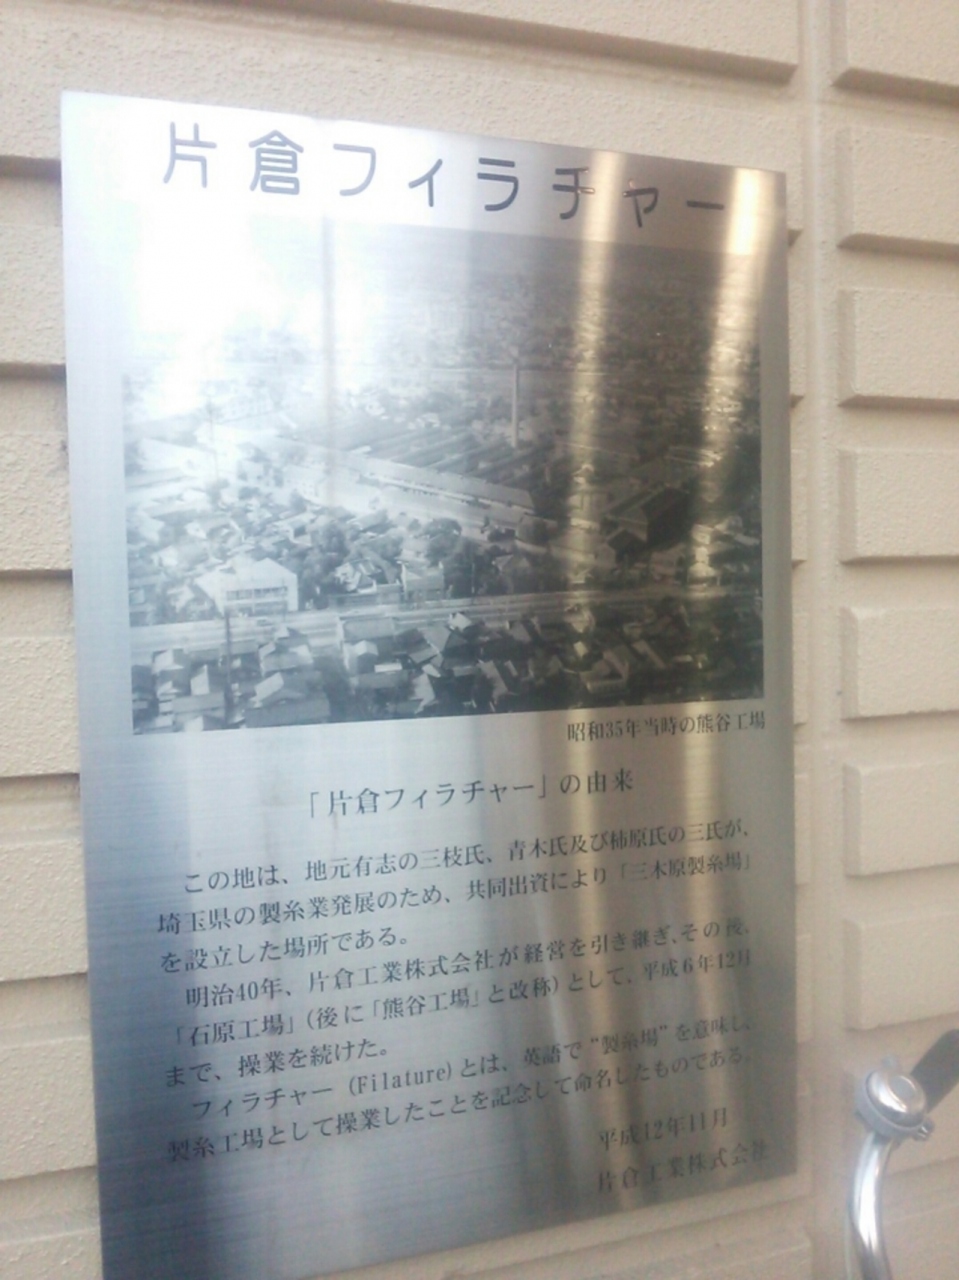 片倉フィラチャー
昭和35年当時の熊谷工場
「片倉フィラチャー」の由来
この地は、地元有志の三枝氏、青木氏及び柿原氏の三氏が、
埼玉県の製糸業発展のため、共同出資により「三木原製糸場」
を設立した場所である。
明治40年、片倉工業株式会社が経営を引き継ぎ、その後、
「石原工場」(後に「熊谷工場」と改称)として、平成6年12月
まで、操業を続けた。
フィラチャー (Filature)とは、英語で"製糸場"を意味し、
製糸工場として操業したことを記念して命名したものである。
平成12年11月
片倉工業株式会社